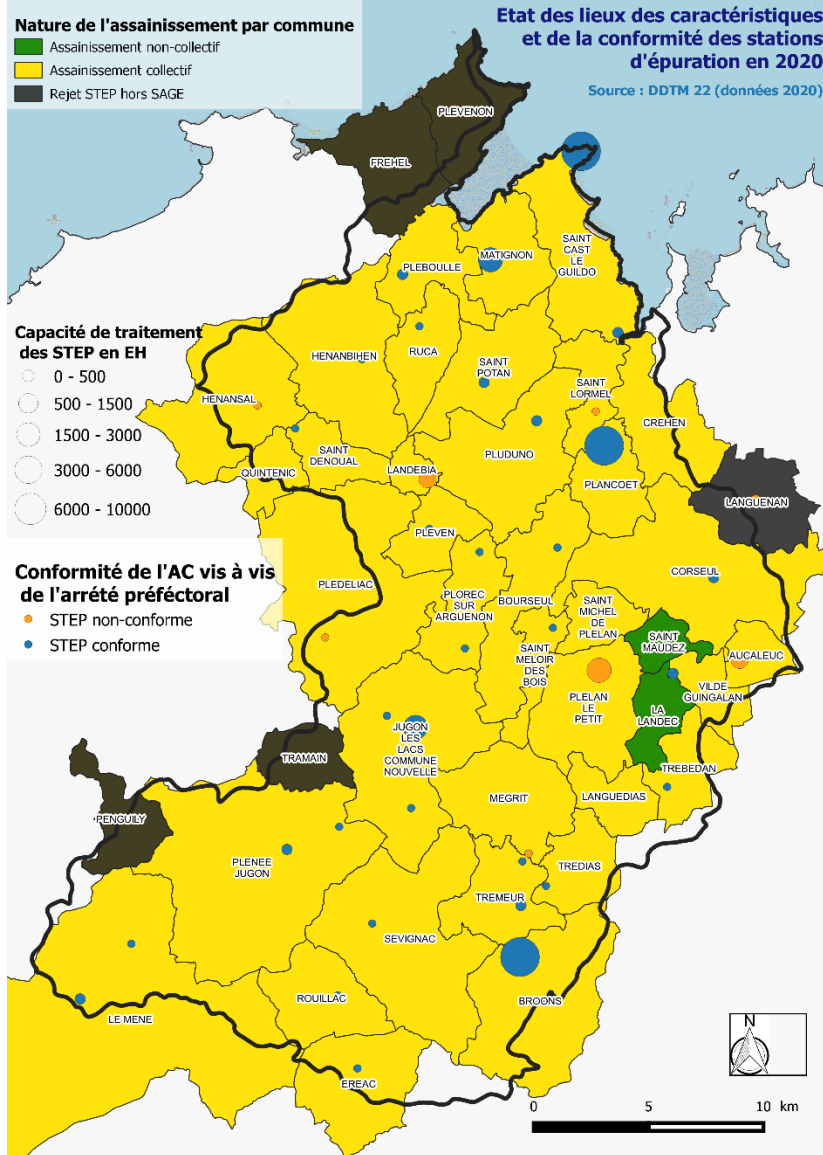 Nature de l'assainissement par commune
Assainissement non-collectif
Assainissement collectif
Rejet STEP hors SAGE
Etat des lieux des caractéristiques
et de la conformité des stations
d'épuration en 2020
Source : DDTM 22 (données 2020)
PLEVENON
FREHEL
SAINT
CAST
LE
GUILDO
MATIGNON
PLEBOULLE
Capacité de traitement
des STEP en EH
0 - 500
500 - 1500
1500 - 3000
3000 - 6000
6000 - 10000
HENANBIHEN
RUCA
SAINT
POTAN
SAINT
LORMEL
HENANSAL
CREHEN
SAINT
DENOUAL
QUINTENIC
LANDEBIA
PLUDUNO
PLANCOET
LANGUENAN
PLEVEN
Conformité de l'AC vis à vis
de l'arrété préféctoral
STEP non-conforme
STEP conforme
PLEDELIAC
PLOREC
SUR
ARGUENON
BOURSEUL
SAINT
MICHEL
DE
PLELAN
CORSEUL
SAINT
MAUDEZ
AUCALEUC
SAINT
MELOIR
DES
BOIS
PLELAN
LE
PETIT
VILDE
GUINGALAN
LA
LANDEC
JUGON
LES
LACS
COMMUNE
NOUVELLE
TRAMAIN
TREBEDAN
MEGRIT
LANGUEDIAS
PENGUILY
PLENEE
JUGON
TREDIAS
TREMEUR
SEVIGNAC
ROUILLAC
BROONS
LE MENE
EREAC
N
0 5 10 km